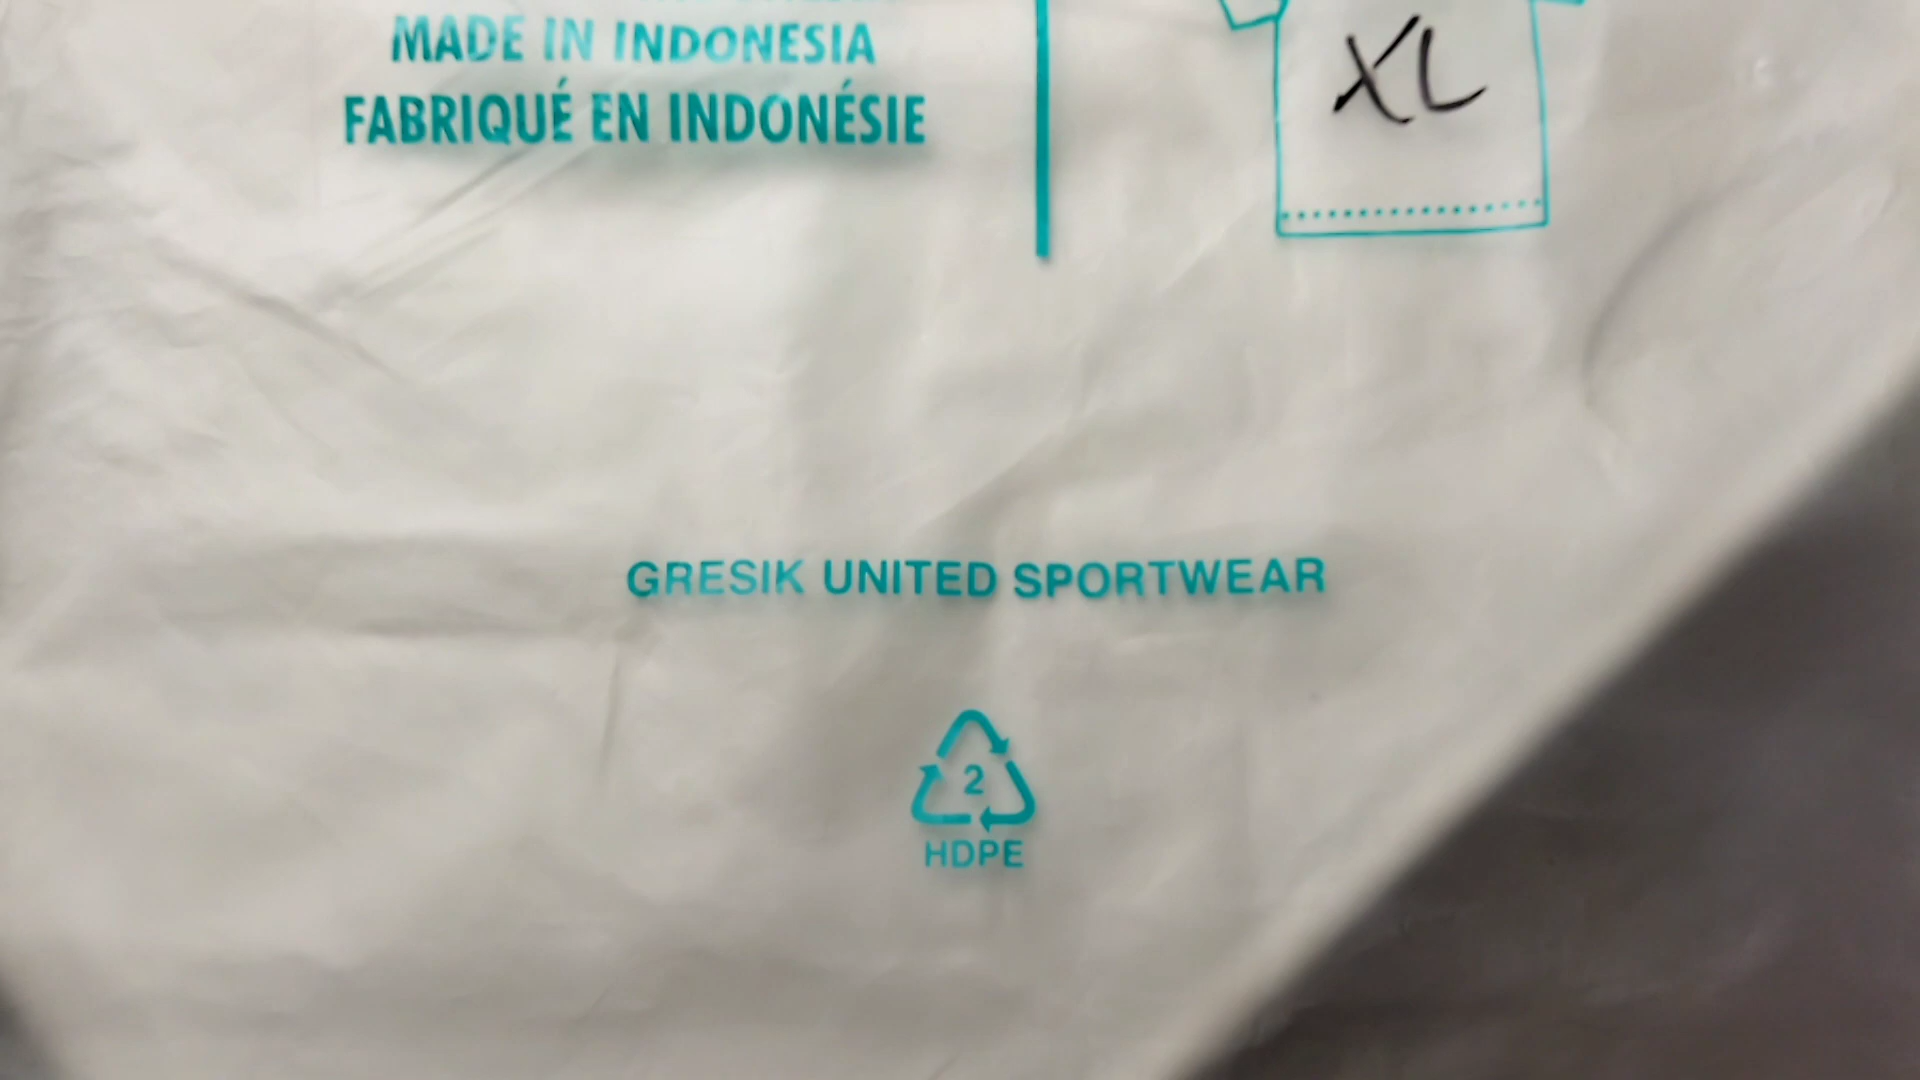 MADE IN INDONESIA
FABRIQUÉ EN INDONÉSIE
XL
GRESIK UNITED SPORTWEAR
2
HDPE